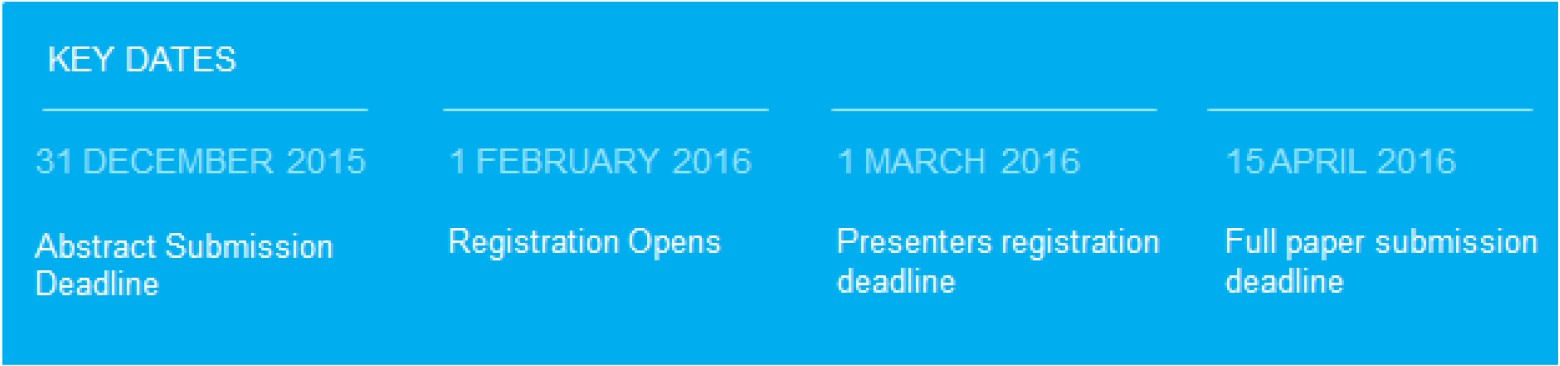 KEY DATES
31 DECEMBER 2015
Abstract Submission
Deadline
1 FEBRUARY 2016
Registration Opens
1 MARCH 2016
Presenters registration
deadline
15 APRIL 2016
Full paper submission
deadline